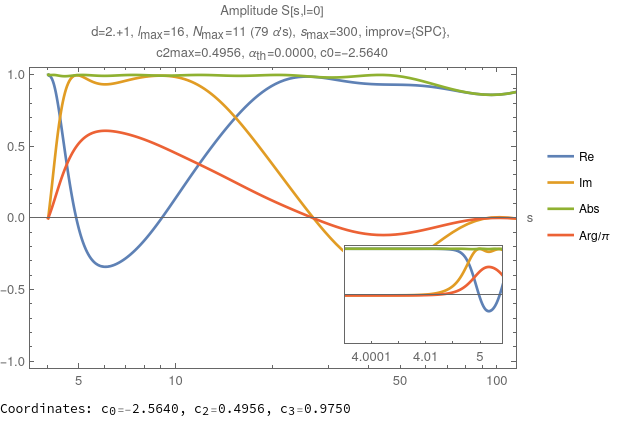 Amplitude S[s,l=0]
d=2.+1, lmax=16, Nmax=11 (79 α's), smax=300, improv={SPC},
c2max=0.4956, αth=0.0000, c0=−2.5640
1.0
0.5
0.0
−0.5
−1.0
s
Re
Im
Abs
Arg/π
4.0001 4.01 5
5 10 50 100
Coordinates: c0=-2.5640, c2=0.4956, c3=0.9750